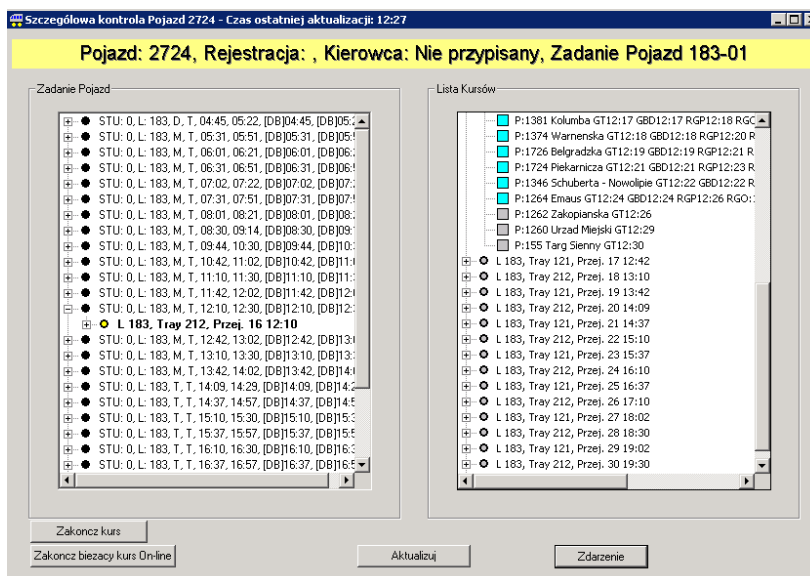 Szczegółowa kontrola Pojazd 2724 - Czas ostatniej aktualizacji: 12:27
Pojazd: 2724, Rejestracja: , Kierowca: Nie przypisany, Zadanie Pojazd 183-01
Zadanie Pojazd
STU: 0, L: 183, D, T, 04:45, 05:22, [DB]04:45, [DB]05:2
STU: 0, L: 183, M, T, 05:31, 05:51, [DB]05:31, [DB]05:
STU: 0, L: 183, M, T, 06:01, 06:21, [DB]06:01, [DB]06:
STU: 0, L: 183, M, T, 06:31, 06:51, [DB]06:31, [DB]06:
STU: 0, L: 183, M, T, 07:02, 07:22, [DB]07:02, [DB]07:
STU: 0, L: 183, M, T, 07:31, 07:51, [DB]07:31, [DB]07:
STU: 0, L: 183, M, T, 08:01, 08:21, [DB]08:01, [DB]08:
STU: 0, L: 183, M, T, 08:30, 09:14, [DB]08:30, [DB]09:
STU: 0, L: 183, M, T, 09:44, 10:30, [DB]09:44, [DB]10:
STU: 0, L: 183, M, T, 10:42, 11:02, [DB]10:42, [DB]11:
STU: 0, L: 183, M, T, 11:10, 11:30, [DB]11:10, [DB]11:
STU: 0, L: 183, M, T, 11:42, 12:02, [DB]11:42, [DB]12:
STU: 0, L: 183, M, T, 12:10, 12:30, [DB]12:10, [DB]12:
L 183, Tray 212, Przej. 16 12:10
STU: 0, L: 183, M, T, 12:42, 13:02, [DB]12:42, [DB]13:
STU: 0, L: 183, M, T, 13:10, 13:30, [DB]13:10, [DB]13:
STU: 0, L: 183, M, T, 13:42, 14:02, [DB]13:42, [DB]14:
STU: 0, L: 183, T, T, 14:09, 14:29, [DB]14:09, [DB]14:2
STU: 0, L: 183, T, T, 14:37, 14:57, [DB]14:37, [DB]14:5
STU: 0, L: 183, T, T, 15:10, 15:30, [DB]15:10, [DB]15:3
STU: 0, L: 183, T, T, 15:37, 15:57, [DB]15:37, [DB]15:5
STU: 0, L: 183, T, T, 16:10, 16:30, [DB]16:10, [DB]16:3
STU: 0, L: 183, T, T, 16:37, 16:57, [DB]16:37, [DB]16:5
Lista Kursów
P:1381 Kolumba GT12:17 GBD12:17 RGP12:18 RGO
P:1374 Warnenska GT12:18 GBD12:18 RGP12:20 R
P:1726 Belgradzka GT12:19 GBD12:19 RGP12:21 R
P:1724 Piekarnicza GT12:21 GBD12:21 RGP12:23 R
P:1346 Schuberta - Nowolipie GT12:22 GBD12:22 R
P:1264 Emaus GT12:24 GBD12:24 RGP12:26 RGO:
P:1262 Zakopianska GT12:26
P:1260 Urzad Miejski GT12:29
P:155 Targ Sienny GT12:30
L 183, Tray 121, Przej. 17 12:42
L 183, Tray 212, Przej. 18 13:10
L 183, Tray 121, Przej. 19 13:42
L 183, Tray 212, Przej. 20 14:09
L 183, Tray 121, Przej. 21 14:37
L 183, Tray 212, Przej. 22 15:10
L 183, Tray 121, Przej. 23 15:37
L 183, Tray 212, Przej. 24 16:10
L 183, Tray 121, Przej. 25 16:37
L 183, Tray 212, Przej. 26 17:10
L 183, Tray 121, Przej. 27 18:02
L 183, Tray 212, Przej. 28 18:30
L 183, Tray 121, Przej. 29 19:02
L 183, Tray 212, Przej. 30 19:30
Zakoncz kurs
Zakoncz biezacy kurs On-line
Aktualizuj
Zdarzenie